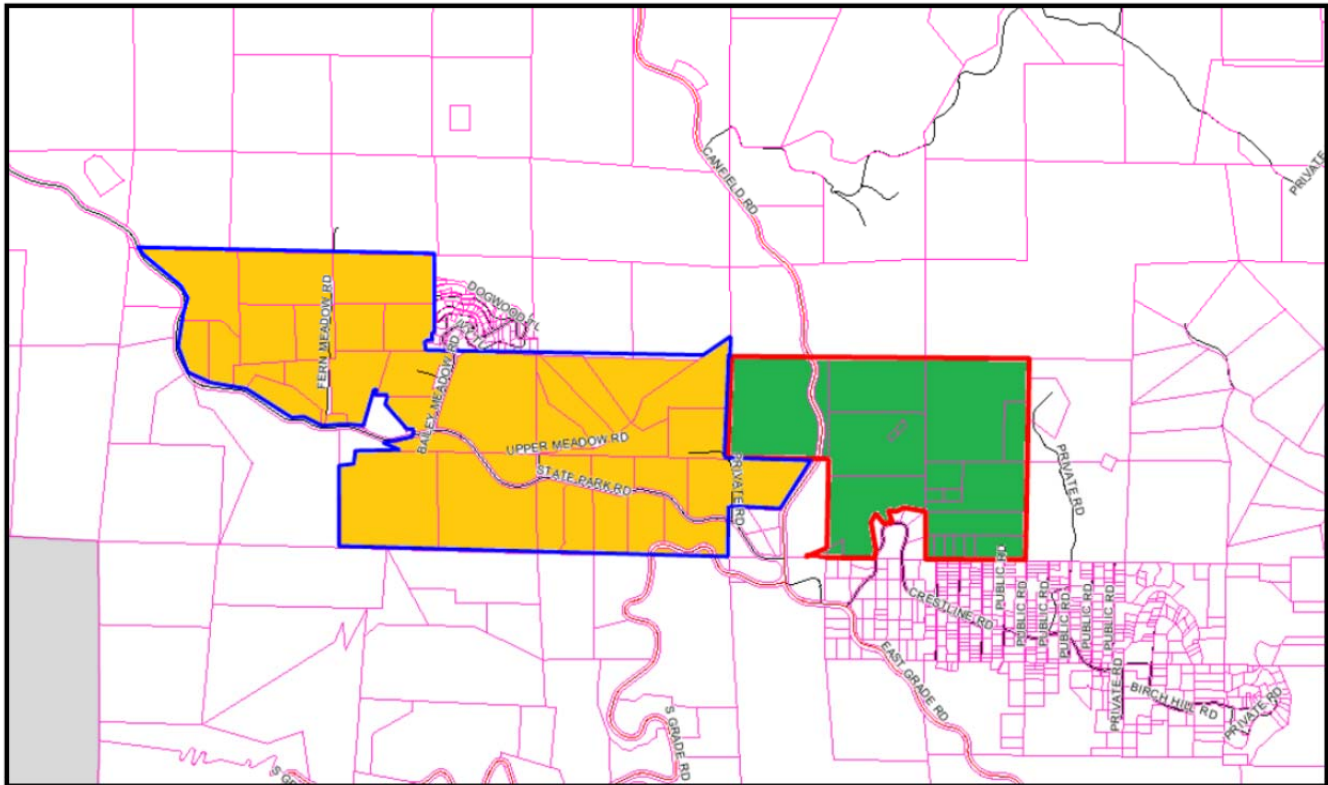 CANFIELD RD
PRIVATE
DOGWOOD
FERN MEADOW RD
BAILEY MEADOW RD
UPPER MEADOW RD
STATE PARK RD
PRIVATE RD
PRIVATE RD
PUBLIC RD
PUBLIC RD
PUBLIC RD
PUBLIC RD
PUBLIC RD
PUBLIC RD
CRESTLINE RD
EAST GRADE RD
PRIVATE RD
BIRCH HILL RD
PRIVATE RD
S GRADE RD